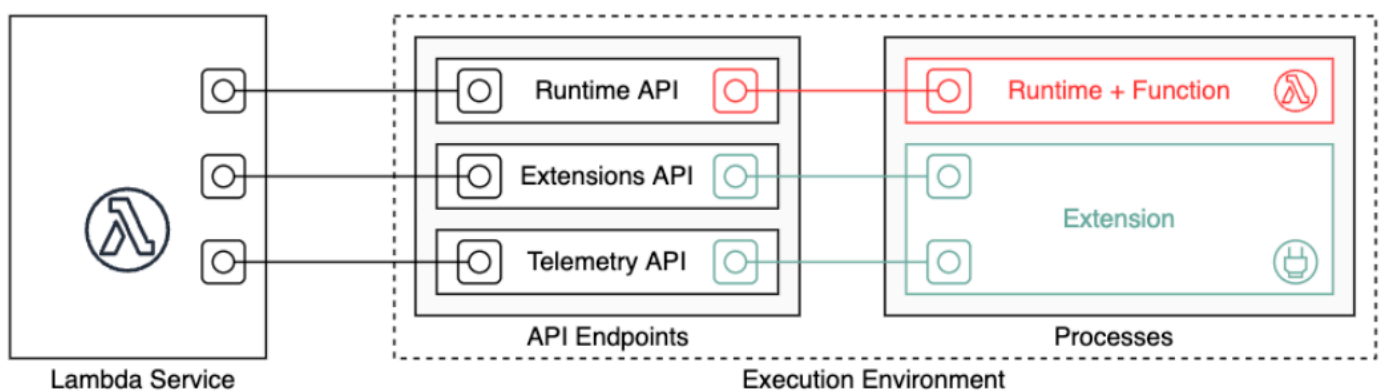 Runtime API
Runtime + Function
Extensions API
Extension
Telemetry API
API Endpoints
Processes
Lambda Service
Execution Environment